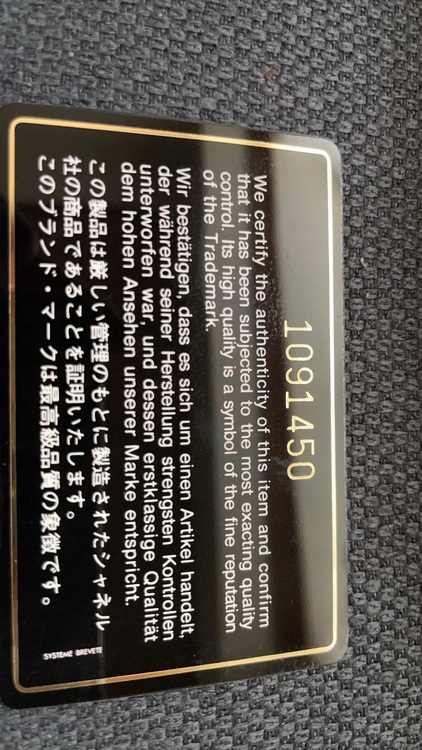 1091450
We certify the authenticity of this item and confirm
that it has been subjected to the most exacting quality
control. Its high quality is a symbol of the fine reputation
of the Trademark.
Wir bestätigen, dass es sich um einen Artikel handelt,
der während seiner Herstellung strengsten Kontrollen
unterworfen war, und dessen erstklassige Qualität
dem hohen Ansehen unserer Marke entspricht.
この製品は厳しい管理のもとに製造されたシャネル
社の商品であることを証明いたします。
このブランド・マークは最高級品質の象徴です。
SYSTEME BREVETE